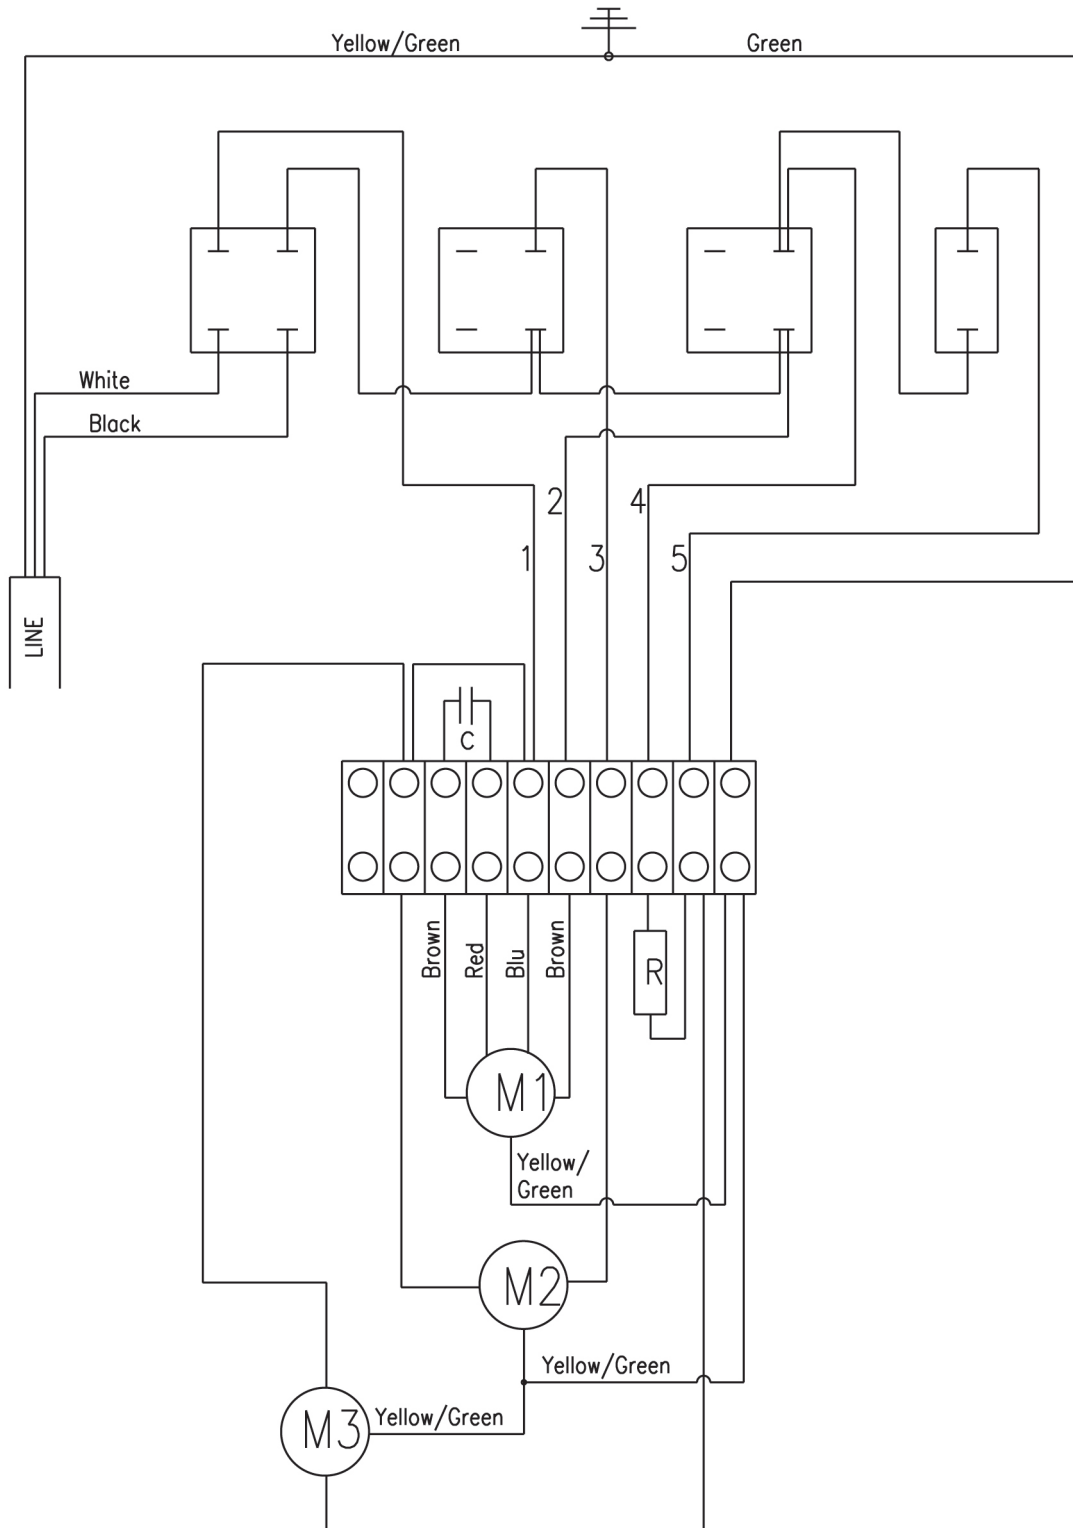 Yellow/Green
Green
White
Black
2
4
1
3
5
LINE
C
Brown
Red
Blu
Brown
R
M1
Yellow/
Green
M2
Yellow/Green
M3
Yellow/Green